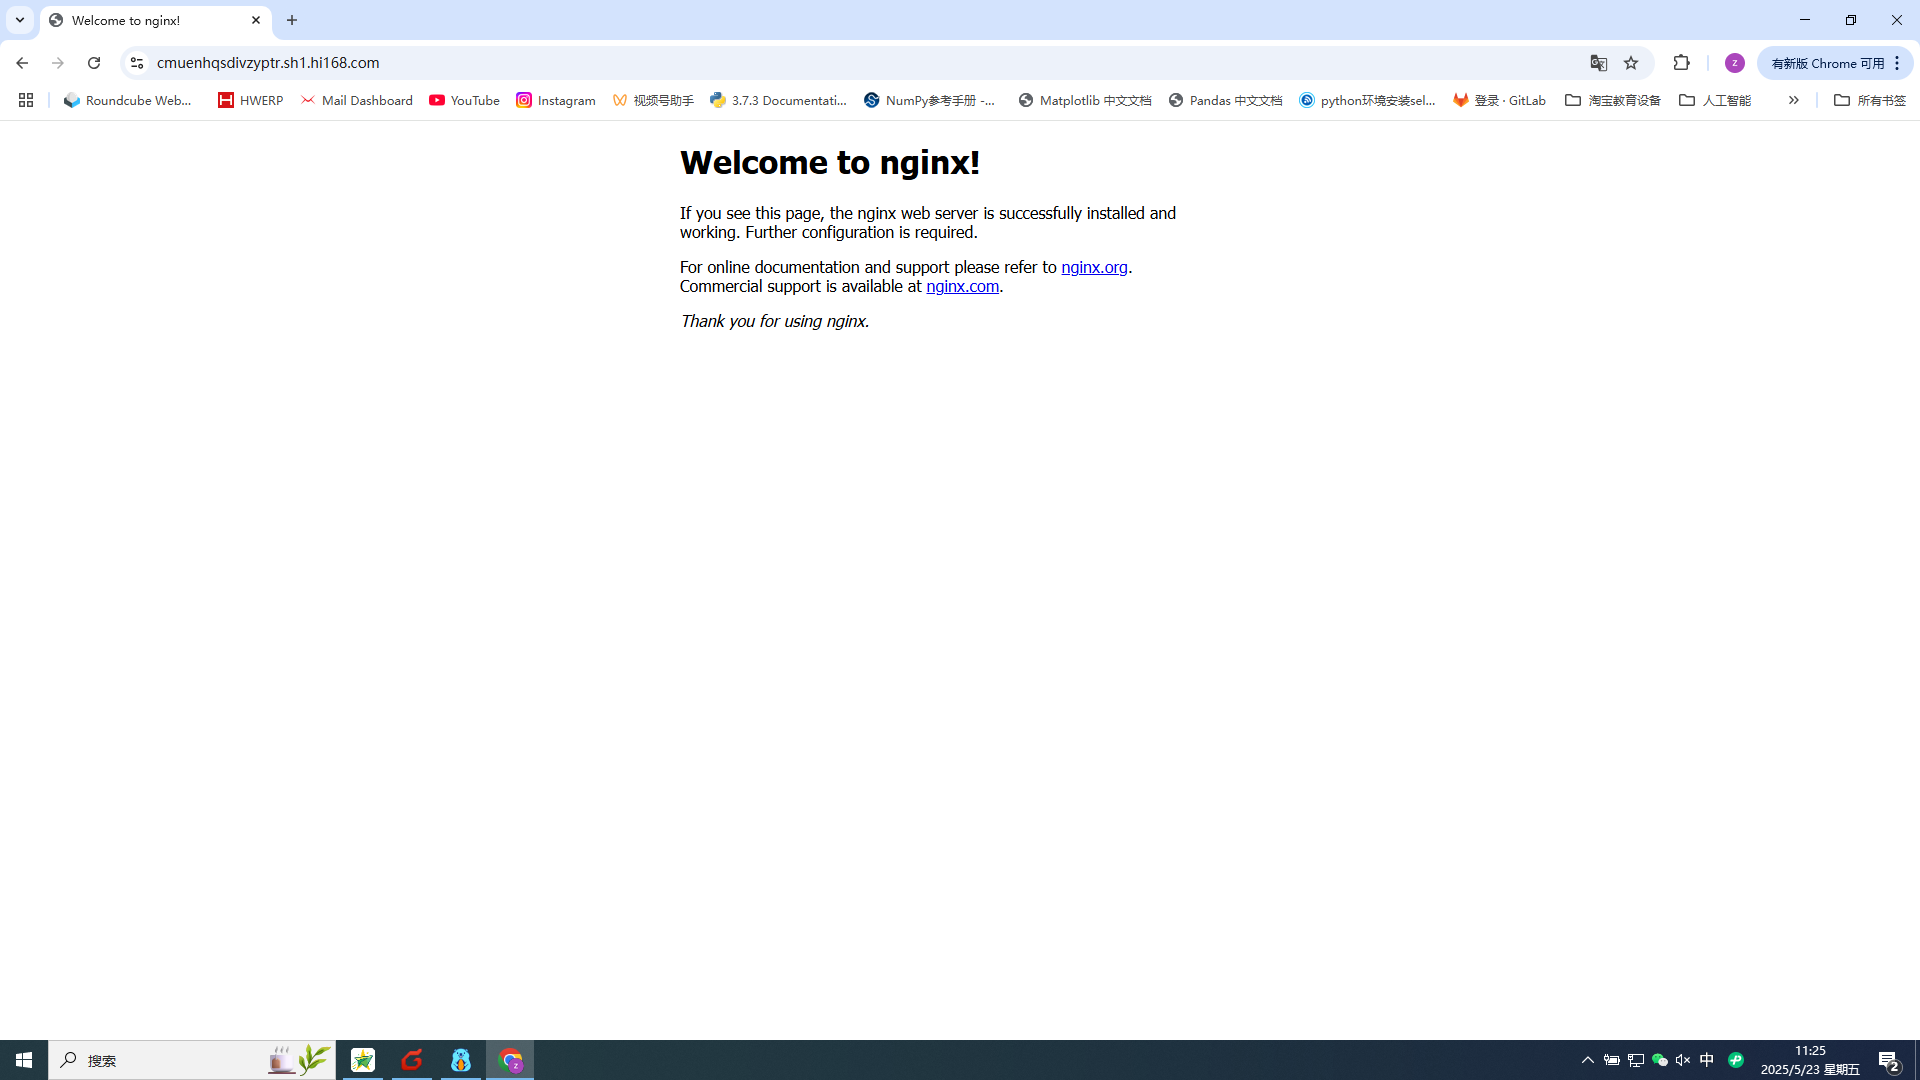 Welcome to nginx!
cmuenhqsdivzyptr.sh1.hi168.com
z
有新版 Chrome 可用
Roundcube Web...
HWERP
Mail Dashboard
YouTube
Instagram
视频号助手
3.7.3 Documentati...
NumPy参考手册 -...
Matplotlib 中文文档
Pandas 中文文档
python环境安装sel...
登录 · GitLab
淘宝教育设备
人工智能
所有书签
Welcome to nginx!
If you see this page, the nginx web server is successfully installed and
working. Further configuration is required.
For online documentation and support please refer to nginx.org.
Commercial support is available at nginx.com.
Thank you for using nginx.
搜索
z
中
11:25
2025/5/23 星期五
2